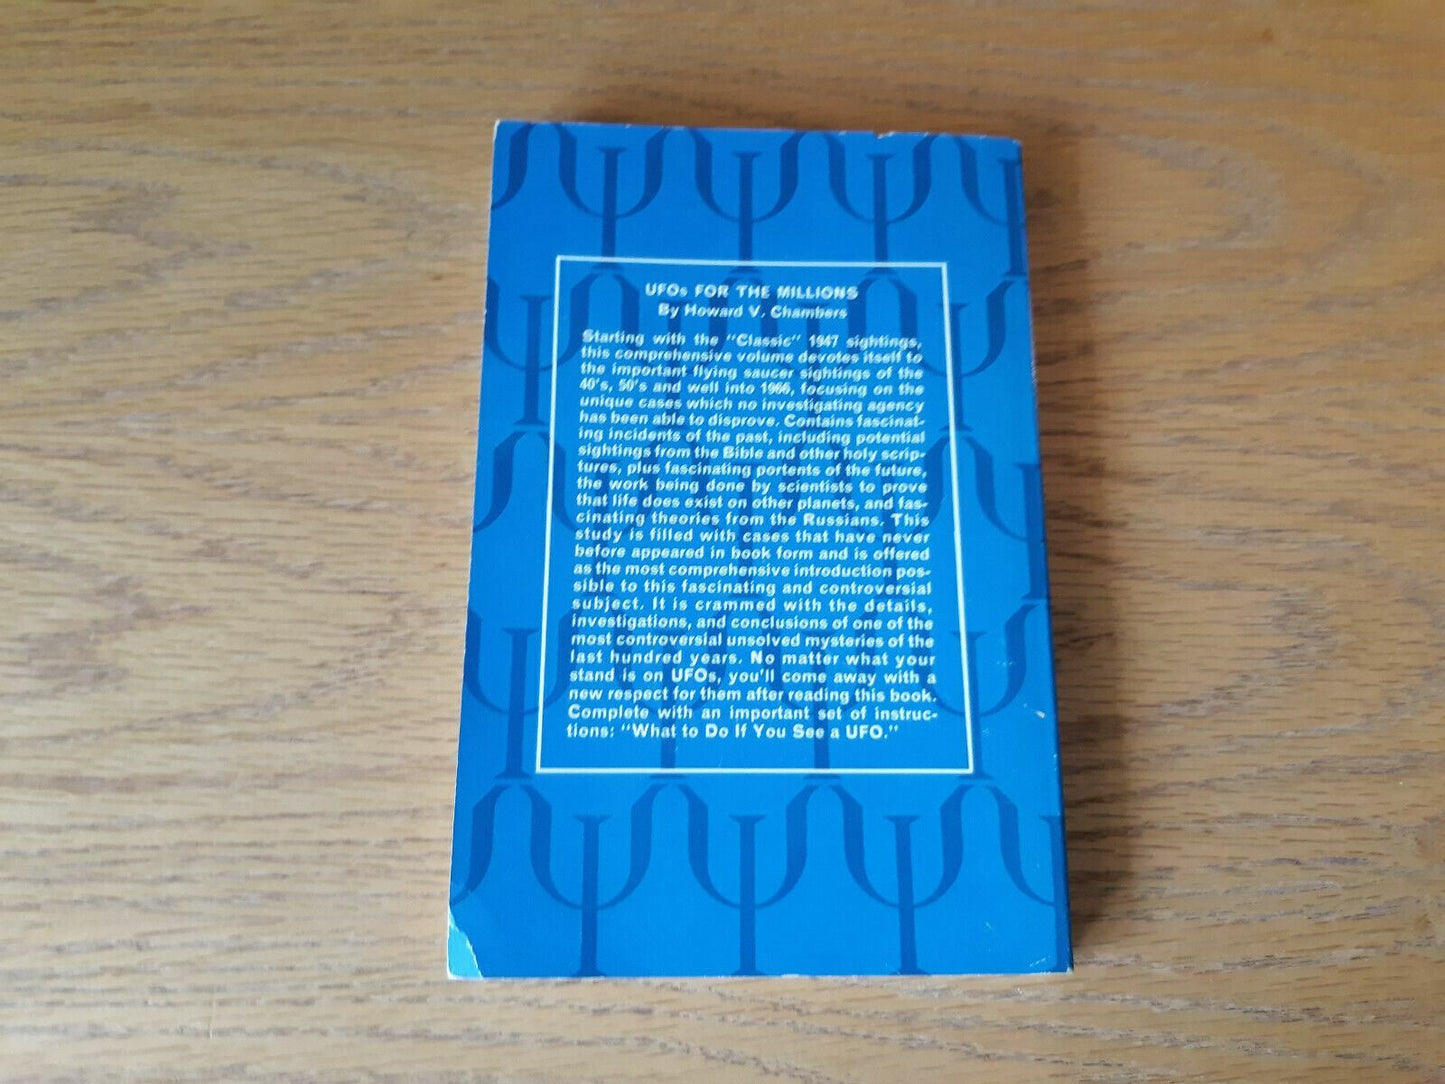 UFOs FOR THE MILLIONS
By Howard V. Chambers
Starting with the "Classic" 1947 sightings,
this comprehensive volume devotes itself to
the important flying saucer sightings of the
40's, 50's and well into 1966, focusing on the
unique cases which no investigating agency
has been able to disprove. Contains fascinat-
ing incidents of the past, including potential
sightings from the Bible and other holy scrip-
tures, plus fascinating portents of the future,
the work being done by scientists to prove
that life does exist on other planets, and fas-
cinating theories from the Russians. This
study is filled with cases that have never
before appeared in book form and is offered
as the most comprehensive introduction pos-
sible to this fascinating and controversial
subject. It is crammed with the details,
investigations, and conclusions of one of the
most controversial unsolved mysteries of the
last hundred years. No matter what your
stand is on UFOs, you'll come away with a
new respect for them after reading this book.
Complete with an important set of instruc-
tions: "What to Do If You See a UFO."